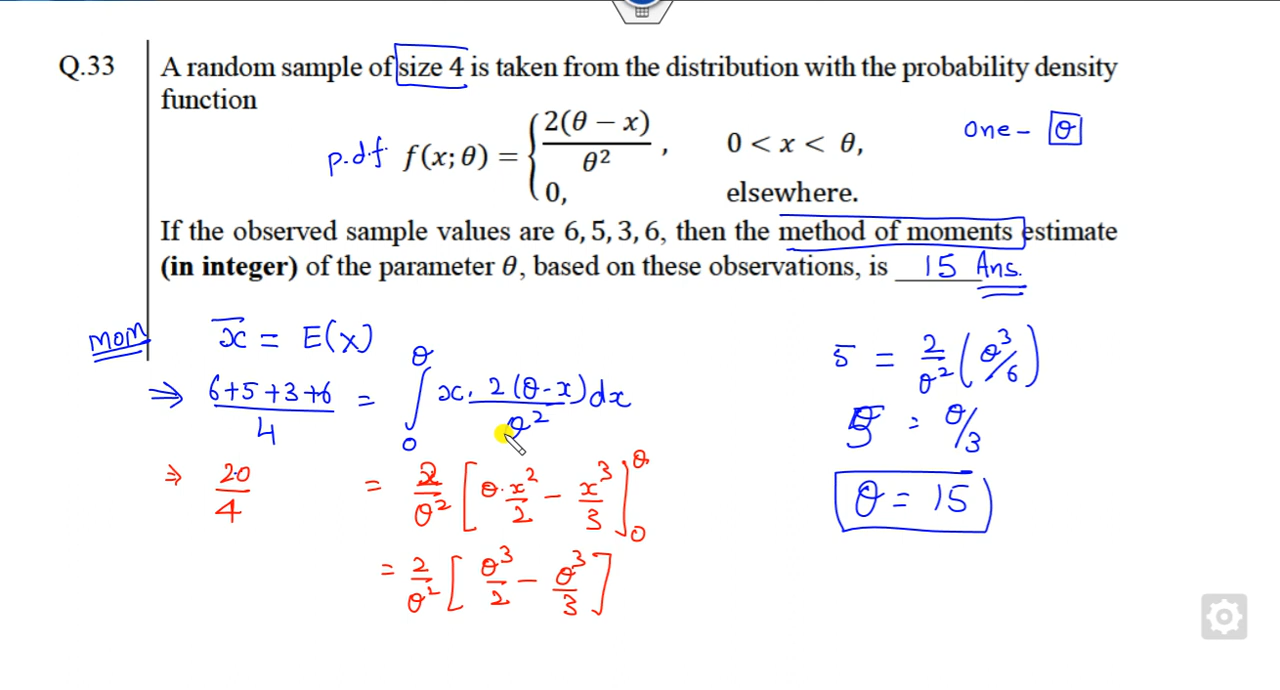 Q.33 A random sample of size 4 is taken from the distribution with the probability density
function
p.d.f. f(x; θ) = { 2(θ − x) / θ² , 0 < x < θ,
0, elsewhere.
one - θ
If the observed sample values are 6, 5, 3, 6, then the method of moments estimate
(in integer) of the parameter θ, based on these observations, is 15 Ans.
mom x̄ = E(x)
⇒ (6+5+3+6)/4 = ∫₀^θ x. 2(θ-x)/θ² dx
⇒ 20/4 = 2/θ² [θ. x²/2 - x³/3]₀^θ
= 2/θ² [θ³/2 - θ³/3]
5 = 2/θ² (θ³/6)
5 = θ/3
θ = 15